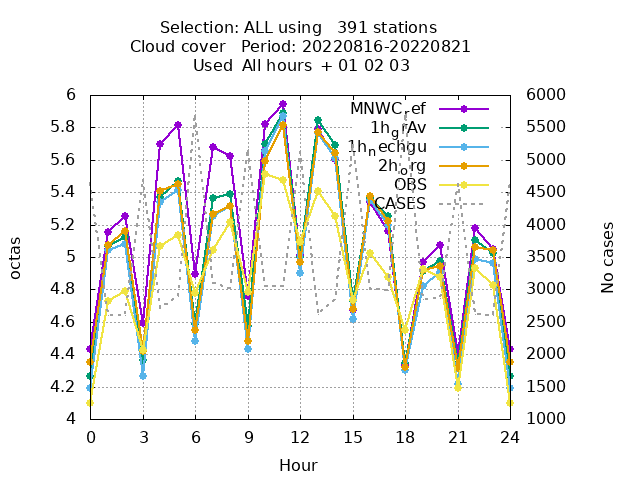 Selection: ALL using   391 stations
Cloud cover   Period: 20220816-20220821
Used  All hours  + 01 02 03
6
5.8
5.6
5.4
5.2
5
4.8
4.6
4.4
4.2
4
6000
5500
5000
4500
4000
3500
3000
2500
2000
1500
1000
MNWC_ref
1h_grAv
1h_nechgu
2h_org
OBS
CASES
octas
No cases
0 3 6 9 12 15 18 21 24
Hour